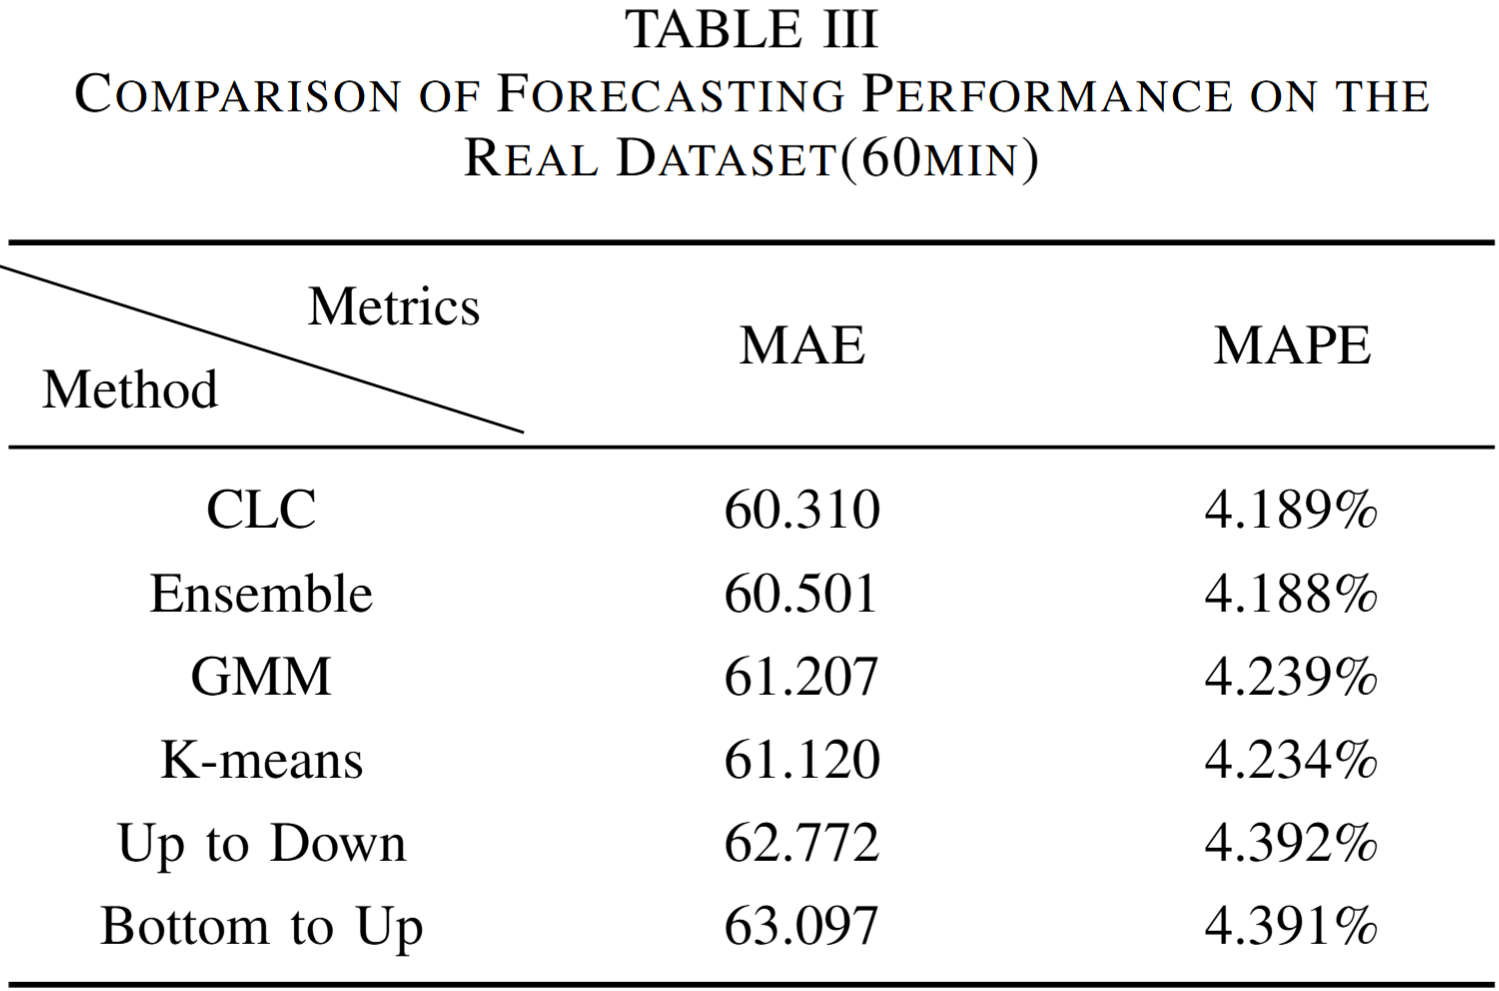 TABLE III
COMPARISON OF FORECASTING PERFORMANCE ON THE
REAL DATASET(60MIN)
Metrics
Method
MAE MAPE
CLC 60.310 4.189%
Ensemble 60.501 4.188%
GMM 61.207 4.239%
K-means 61.120 4.234%
Up to Down 62.772 4.392%
Bottom to Up 63.097 4.391%